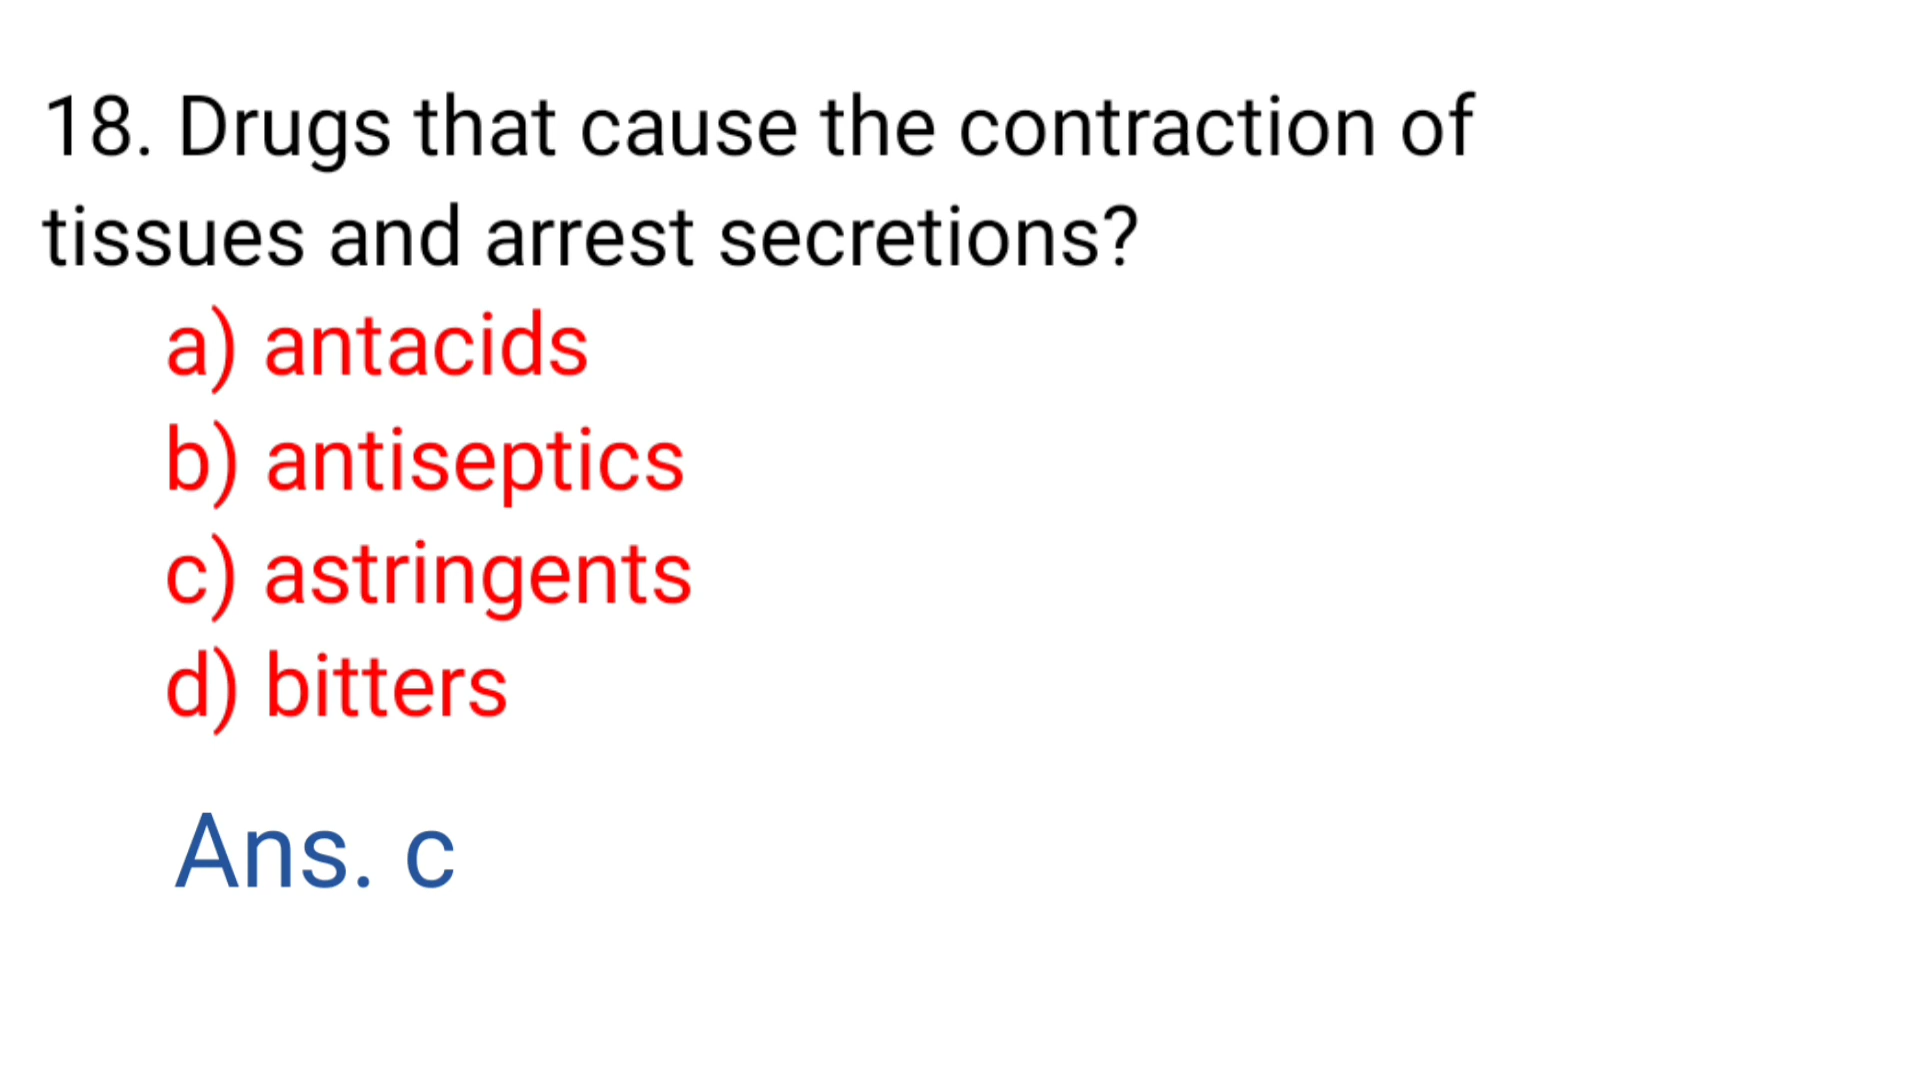 18. Drugs that cause the contraction of
tissues and arrest secretions?
a) antacids
b) antiseptics
c) astringents
d) bitters
Ans. c